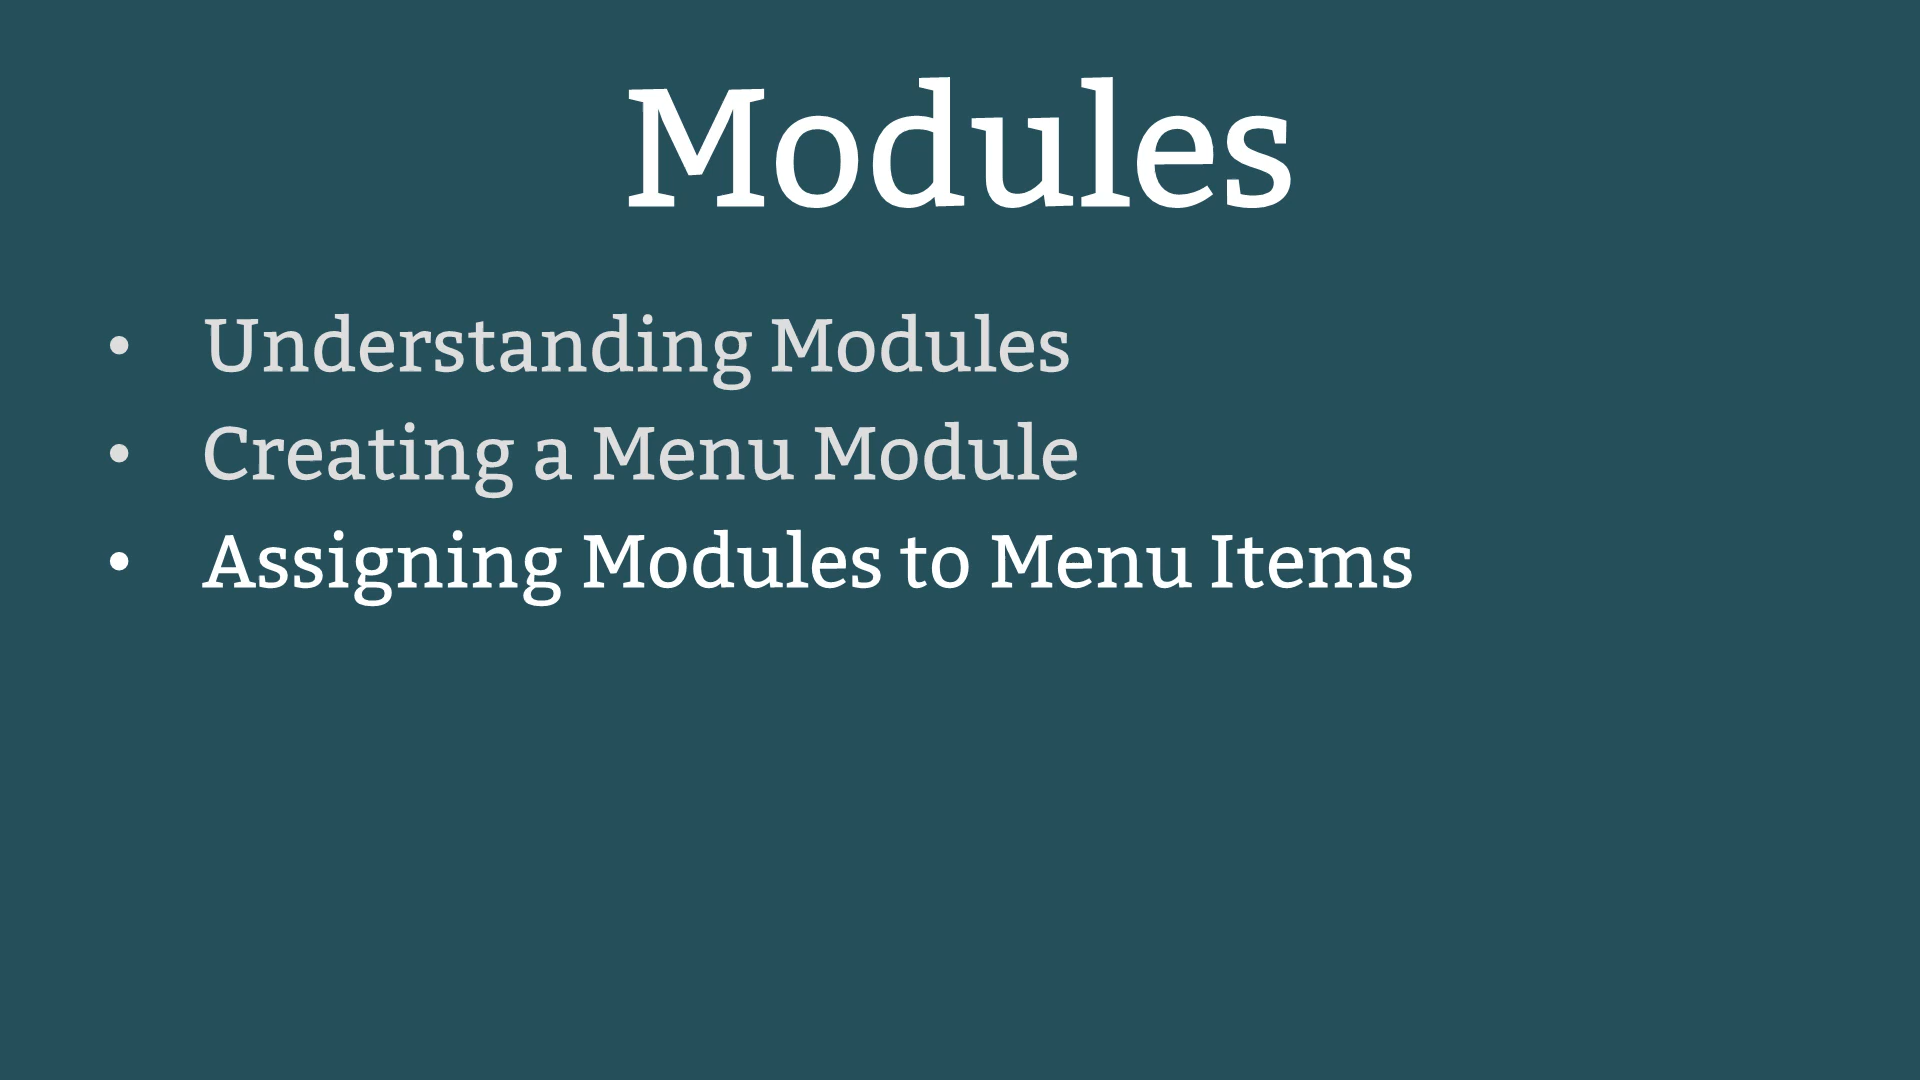 Modules
• Understanding Modules
• Creating a Menu Module
• Assigning Modules to Menu Items